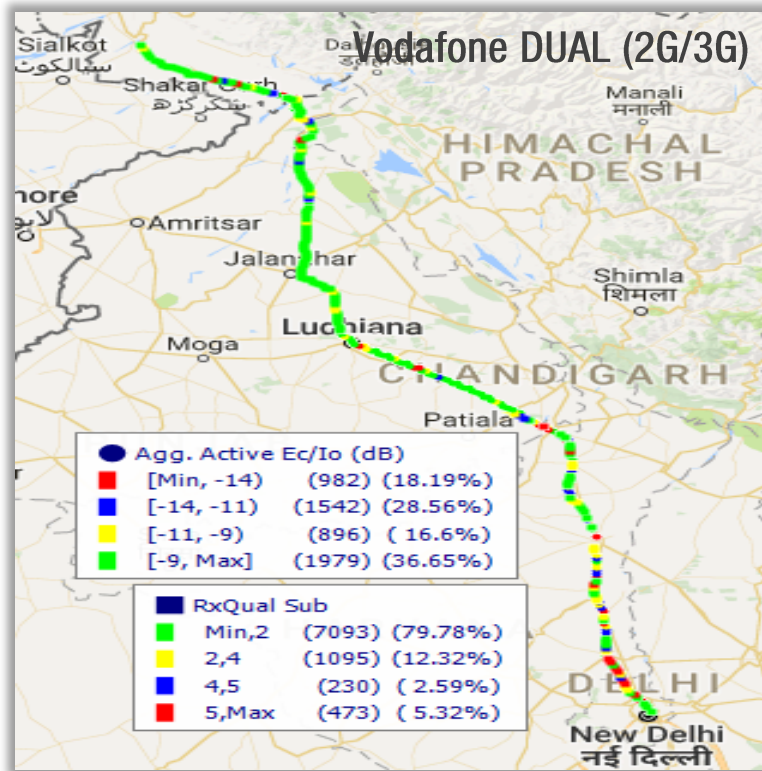 Vodafone DUAL (2G/3G)
Sialkot
سیالکوٹ
Shakar
شکرگڑھ
Manali
मनाली
HIMACHAL
PRADESH
Amritsar
Jalandhar
Shimla
शिमला
Ludhiana
Moga
CHANDIGARH
Patiala
Agg. Active Ec/Io (dB)
[Min, -14) (982) (18.19%)
[-14, -11) (1542) (28.56%)
[-11, -9) (896) ( 16.6%)
[-9, Max] (1979) (36.65%)
RxQual Sub
Min,2 (7093) (79.78%)
2,4 (1095) (12.32%)
4,5 (230) ( 2.59%)
5,Max (473) ( 5.32%)
DELHI
New Delhi
नई दिल्ली